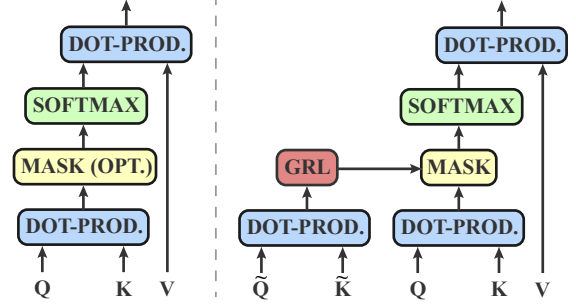 DOT-PROD.
SOFTMAX
MASK (OPT.)
DOT-PROD.
Q K V
DOT-PROD.
SOFTMAX
GRL MASK
DOT-PROD. DOT-PROD.
Q̃ K̃ Q K V